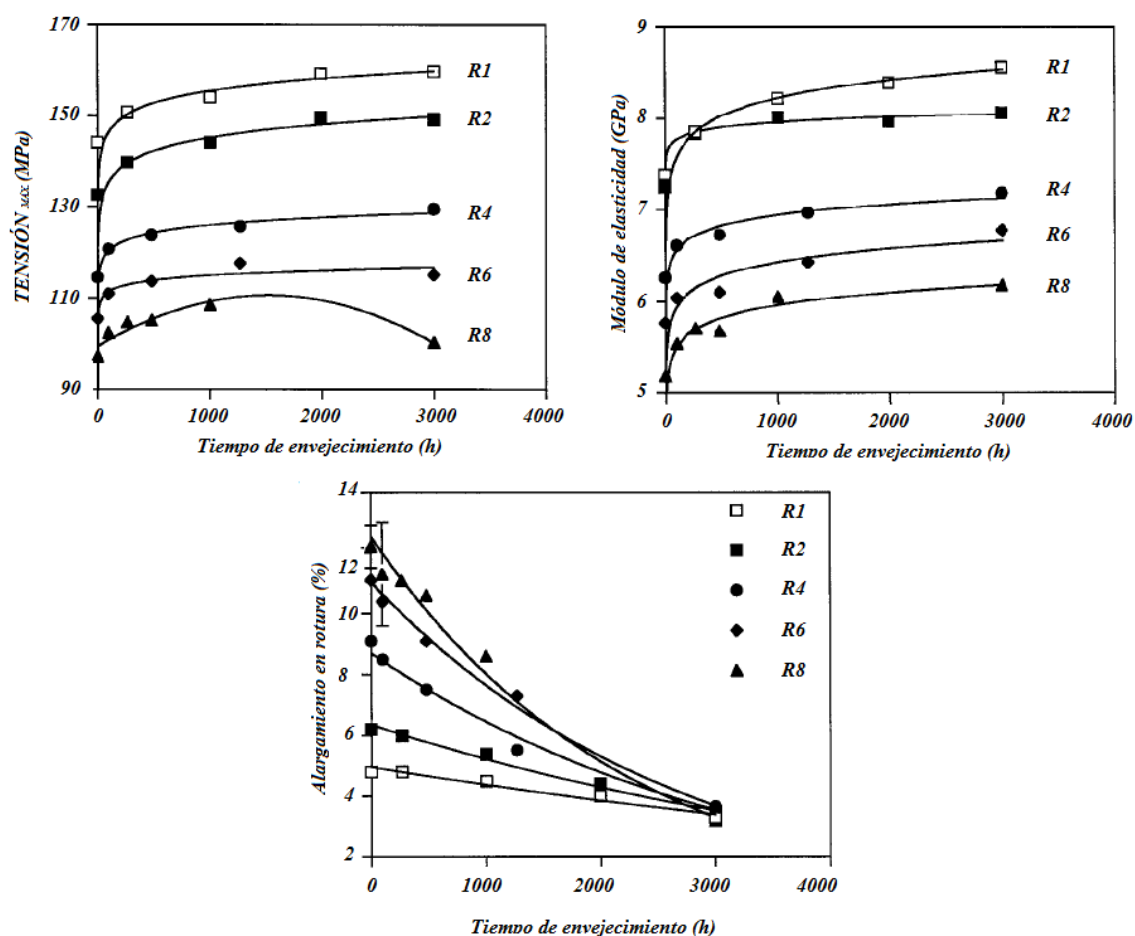 TENSIÓN MÁX (MPa)
170
150
130
110
90
R1
R2
R4
R6
R8
0 1000 2000 3000 4000
Tiempo de envejecimiento (h)
Módulo de elasticidad (GPa)
9
8
7
6
5
R1
R2
R4
R6
R8
0 1000 2000 3000 4000
Tiempo de envejecimiento (h)
Alargamiento en rotura (%)
14
12
10
8
6
4
2
R1
R2
R4
R6
R8
0 1000 2000 3000 4000
Tiempo de envejecimiento (h)